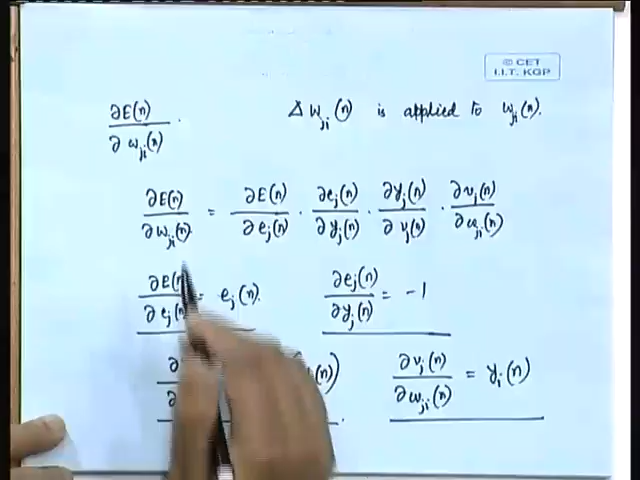 © CET
I.I.T. KGP
∂E(n) / ∂w_ji(n) . Δw_ji(n) is applied to w_ji(n).
∂E(n) / ∂w_ji(n) = ∂E(n) / ∂e_j(n) · ∂e_j(n) / ∂y_j(n) · ∂y_j(n) / ∂v_j(n) · ∂v_j(n) / ∂w_ji(n)
∂E(n / ∂e_j(n = e_j(n). ∂e_j(n) / ∂y_j(n) = -1
∂ / ∂ (n)) . ∂v_j(n) / ∂w_ji(n) = y_i(n)